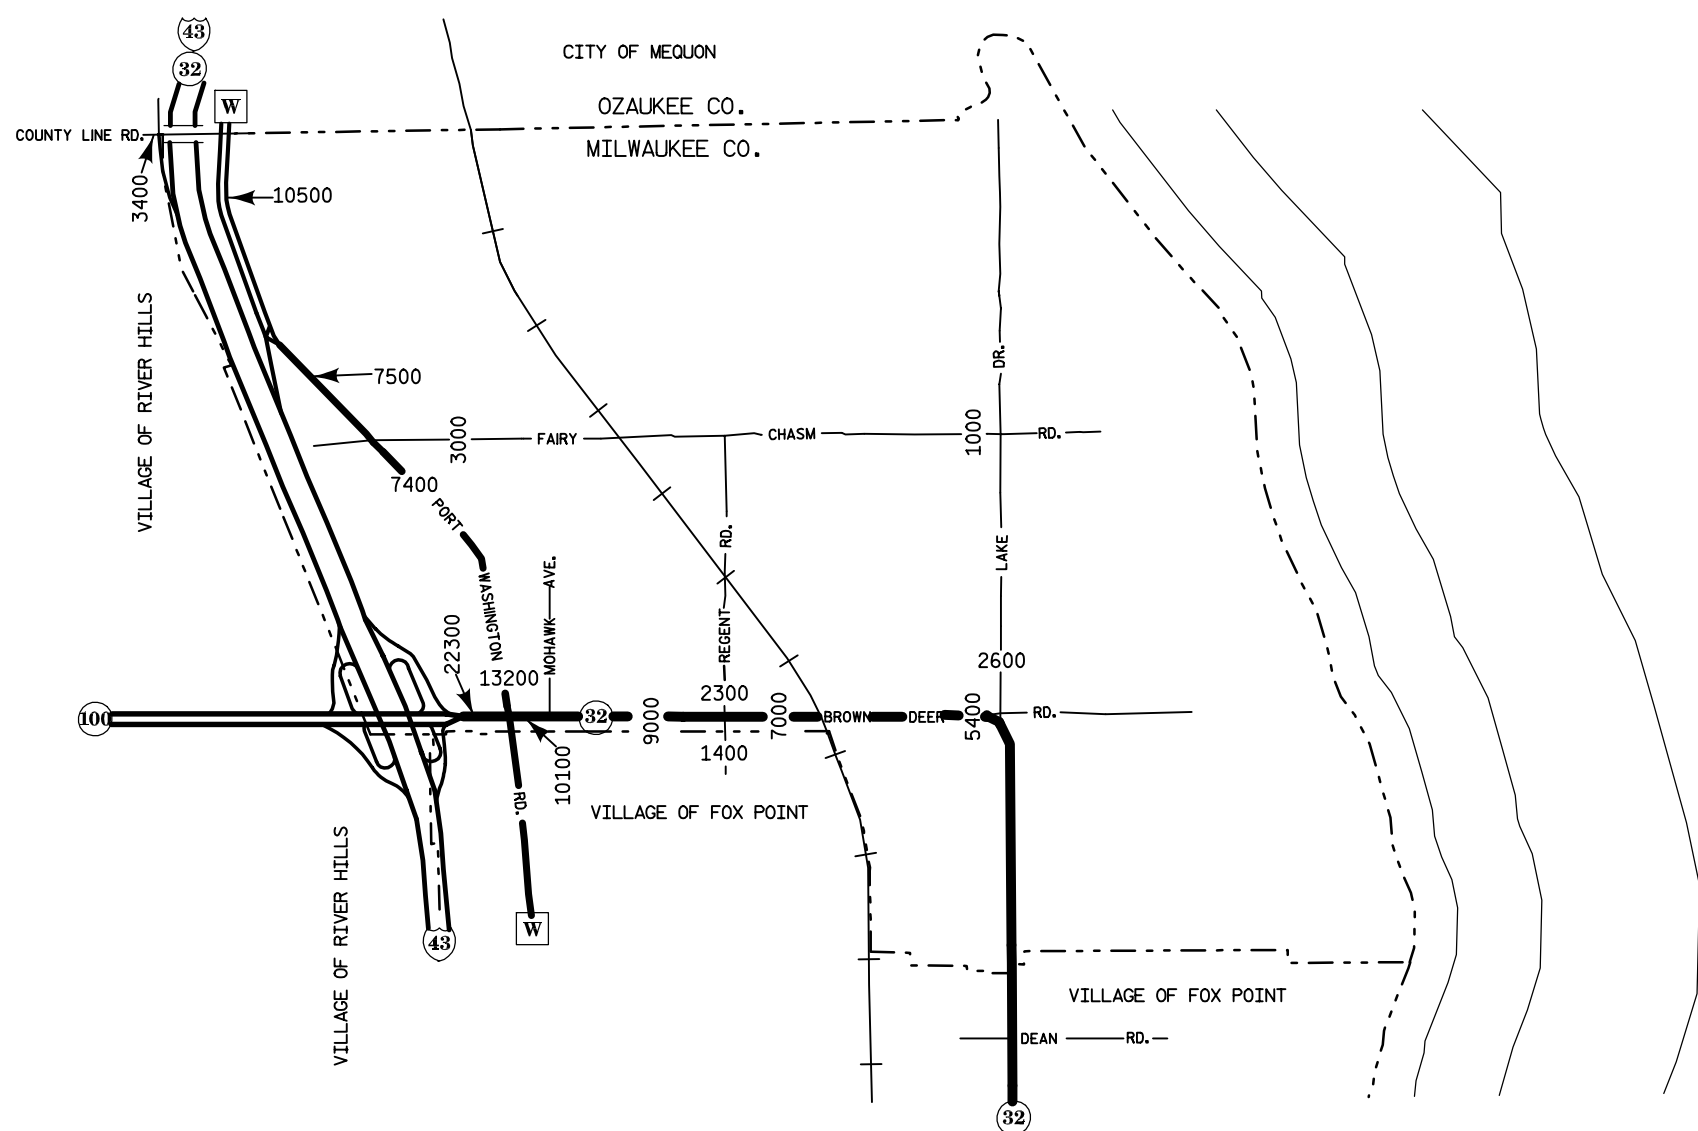 43
CITY OF MEQUON
32
W
OZAUKEE CO.
COUNTY LINE RD.
MILWAUKEE CO.
3400
10500
VILLAGE OF RIVER HILLS
7500
LAKE DR.
3000
FAIRY CHASM RD.
1000
7400
PORT WASHINGTON RD.
MOHAWK AVE.
REGENT RD.
22300
13200
2600
2300
100
32
9000
7000
BROWN DEER RD.
5400
10100
1400
VILLAGE OF FOX POINT
VILLAGE OF RIVER HILLS
W
43
VILLAGE OF FOX POINT
DEAN RD.
32